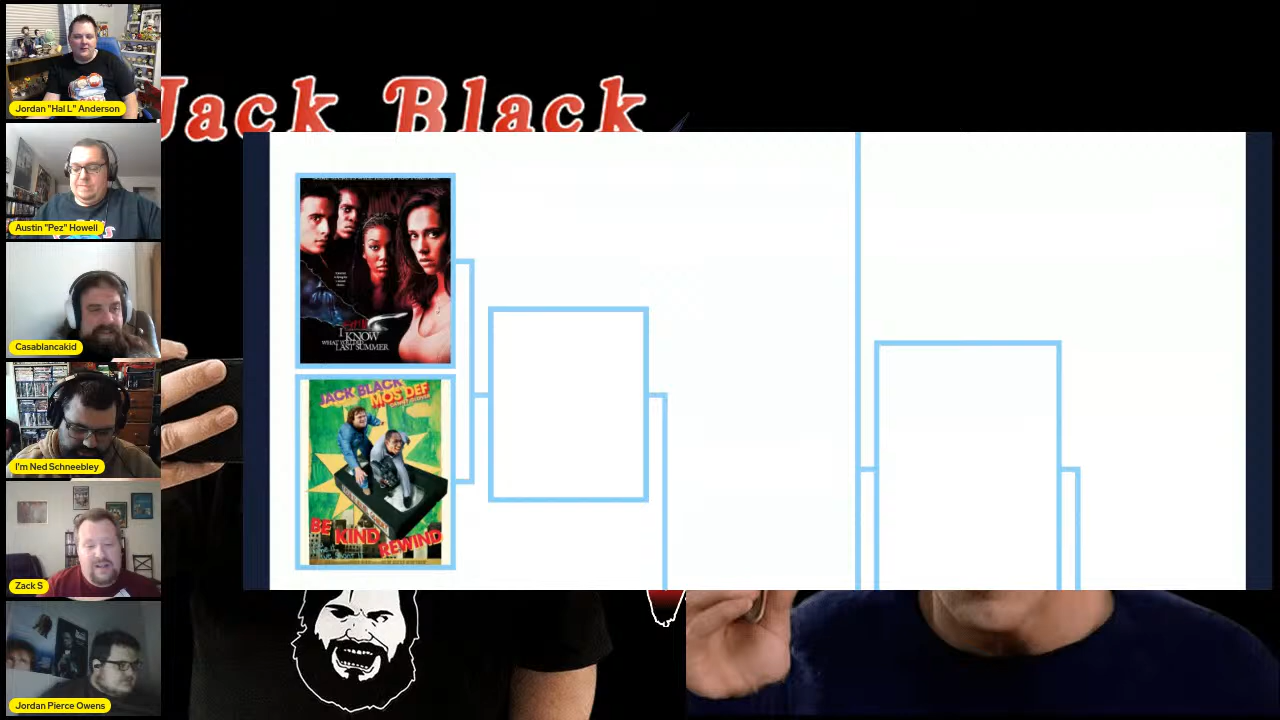 Jordan "Hal L" Anderson
Austin "Pez" Howell
Casablancakid
I'm Ned Schneebley
Zack S
Jordan Pierce Owens
Jack Black
I KNOW
WHAT YOU DID
LAST SUMMER
JACK BLACK
MOS DEF
BE
KIND
REWIND